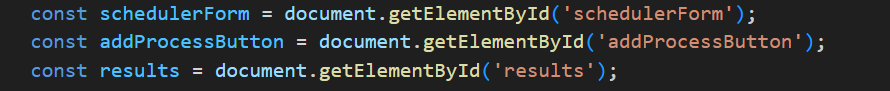 const schedulerForm = document.getElementById('schedulerForm');
const addProcessButton = document.getElementById('addProcessButton');
const results = document.getElementById('results');